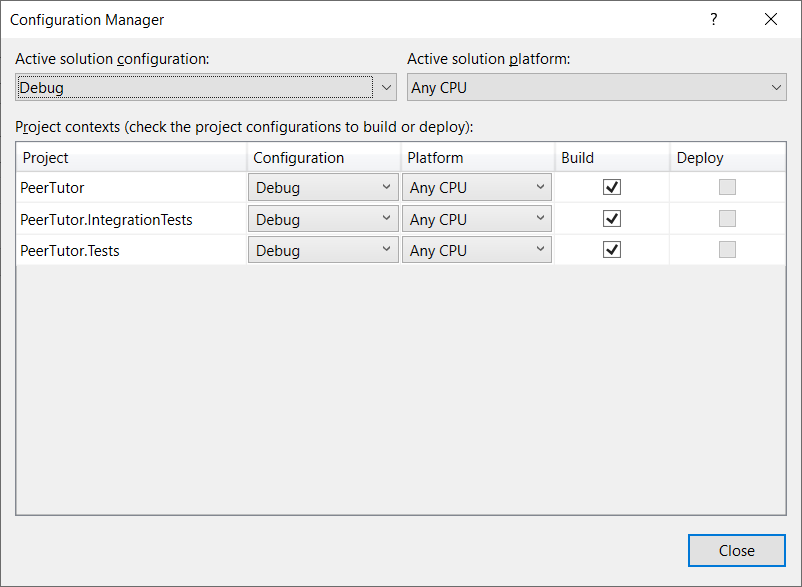 Configuration Manager ?
Active solution configuration: Active solution platform:
Debug Any CPU
Project contexts (check the project configurations to build or deploy):
Project Configuration Platform Build Deploy
PeerTutor Debug Any CPU
PeerTutor.IntegrationTests Debug Any CPU
PeerTutor.Tests Debug Any CPU
Close